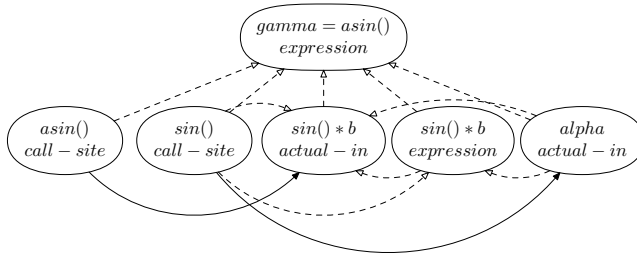 gamma = asin()
expression
asin()
call − site
sin()
call − site
sin() ∗ b
actual − in
sin() ∗ b
expression
alpha
actual − in